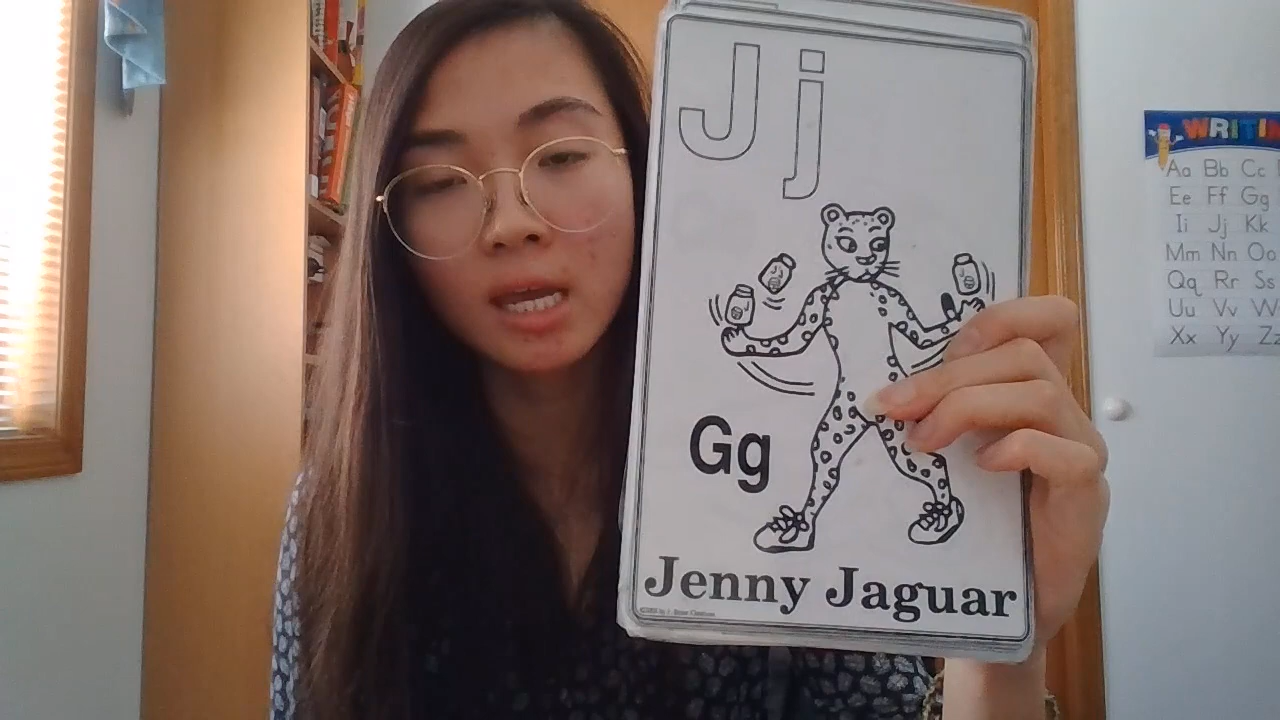 Jj
Gg
Jenny Jaguar
WRITIN
Aa Bb Cc
Ee Ff Gg
Ii Jj Kk
Mm Nn Oo
Qq Rr Ss
Uu Vv W
Xx Yy Zz